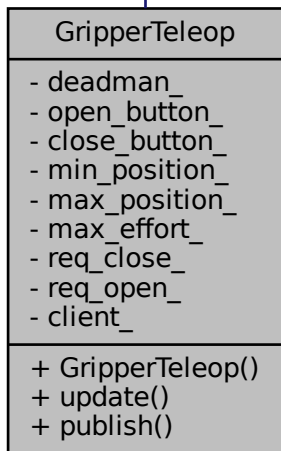 GripperTeleop
- deadman_
- open_button_
- close_button_
- min_position_
- max_position_
- max_effort_
- req_close_
- req_open_
- client_
+ GripperTeleop()
+ update()
+ publish()